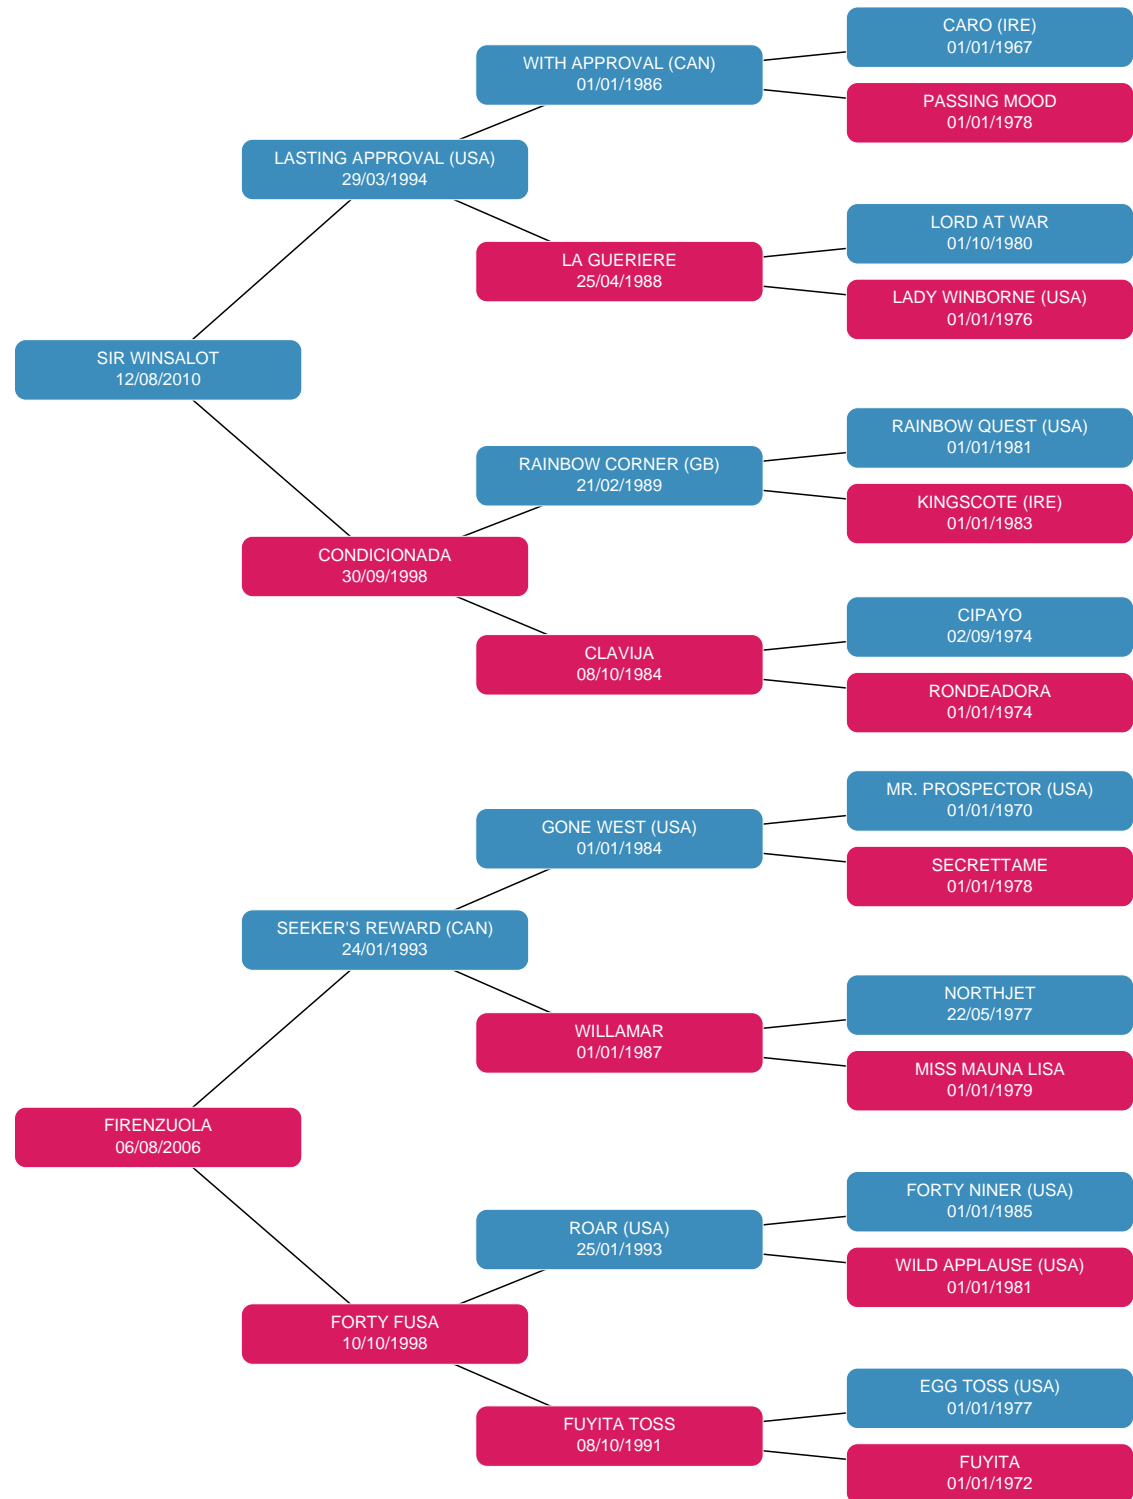 CARO (IRE)
01/01/1967
WITH APPROVAL (CAN)
01/01/1986
PASSING MOOD
01/01/1978
LASTING APPROVAL (USA)
29/03/1994
LORD AT WAR
01/10/1980
LA GUERIERE
25/04/1988
LADY WINBORNE (USA)
01/01/1976
SIR WINSALOT
12/08/2010
RAINBOW QUEST (USA)
01/01/1981
RAINBOW CORNER (GB)
21/02/1989
KINGSCOTE (IRE)
01/01/1983
CONDICIONADA
30/09/1998
CIPAYO
02/09/1974
CLAVIJA
08/10/1984
RONDEADORA
01/01/1974
MR. PROSPECTOR (USA)
01/01/1970
GONE WEST (USA)
01/01/1984
SECRETTAME
01/01/1978
SEEKER'S REWARD (CAN)
24/01/1993
NORTHJET
22/05/1977
WILLAMAR
01/01/1987
MISS MAUNA LISA
01/01/1979
FIRENZUOLA
06/08/2006
FORTY NINER (USA)
01/01/1985
ROAR (USA)
25/01/1993
WILD APPLAUSE (USA)
01/01/1981
FORTY FUSA
10/10/1998
EGG TOSS (USA)
01/01/1977
FUYITA TOSS
08/10/1991
FUYITA
01/01/1972